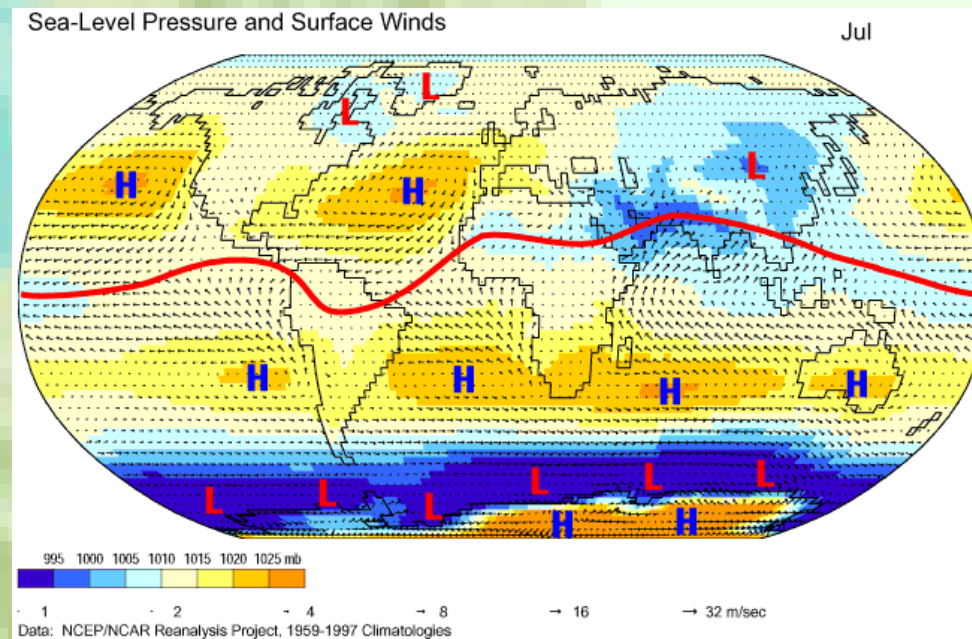 Sea-Level Pressure and Surface Winds
Jul
L
L
L
H
H
H
H
H
H
L
L
L
L
L
L
H
H
995 1000 1005 1010 1015 1020 1025 mb
1 2 4 8 16 32 m/sec
Data: NCEP/NCAR Reanalysis Project, 1959-1997 Climatologies